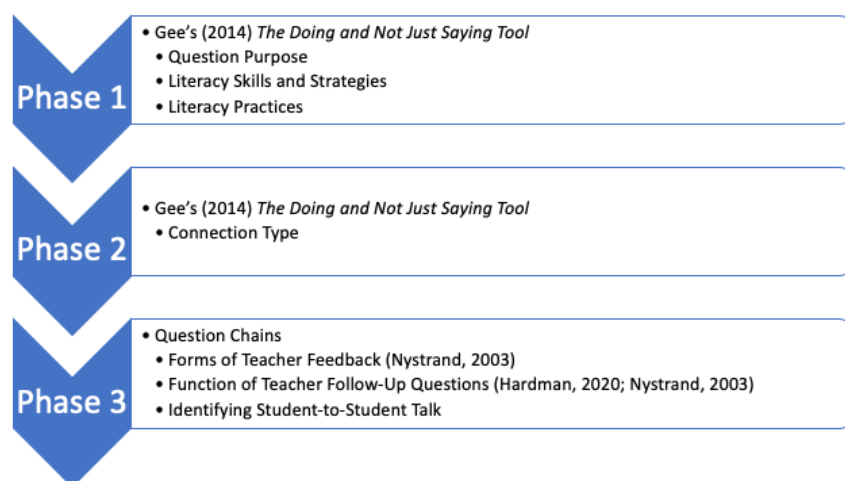 Phase 1
• Gee’s (2014) The Doing and Not Just Saying Tool
• Question Purpose
• Literacy Skills and Strategies
• Literacy Practices
Phase 2
• Gee’s (2014) The Doing and Not Just Saying Tool
• Connection Type
Phase 3
• Question Chains
• Forms of Teacher Feedback (Nystrand, 2003)
• Function of Teacher Follow-Up Questions (Hardman, 2020; Nystrand, 2003)
• Identifying Student-to-Student Talk